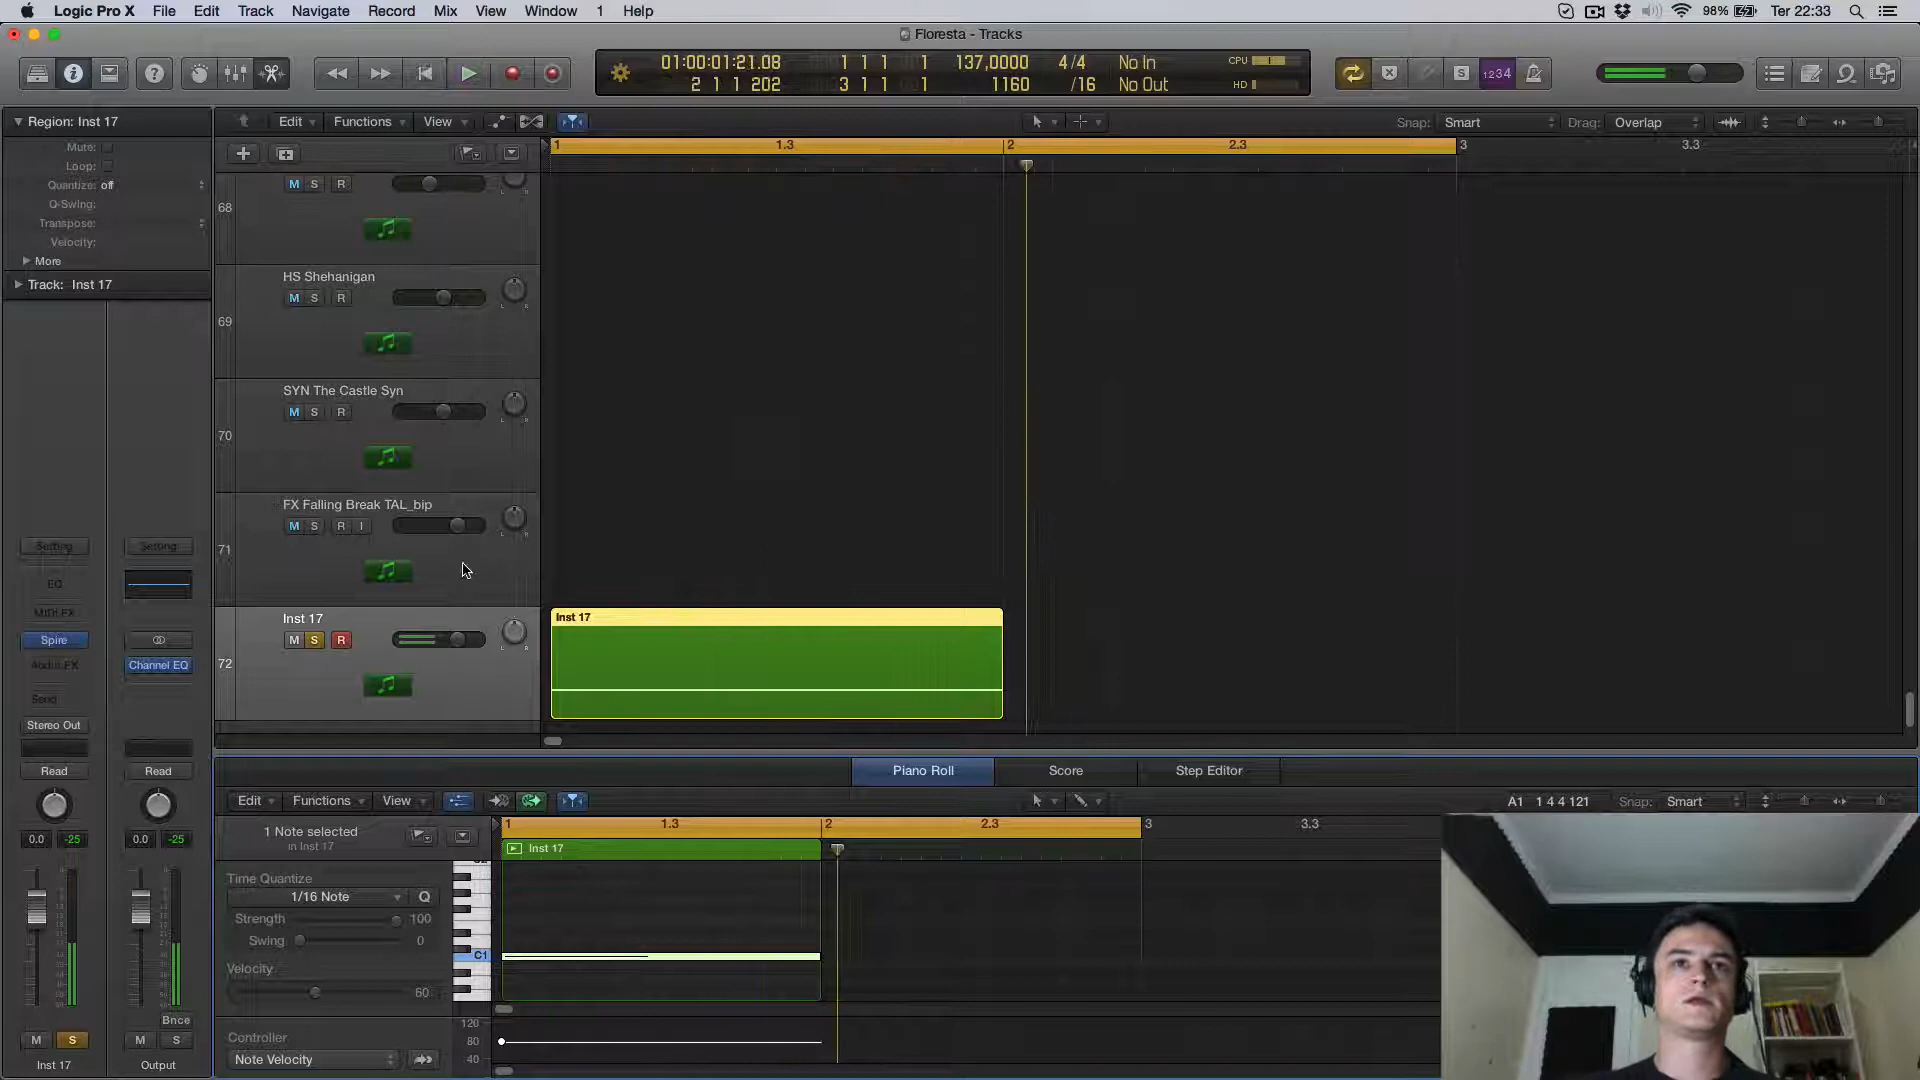 Logic Pro X File Edit Track Navigate Record Mix View Window 1 Help 98% Ter 22:33
Floresta - Tracks
01:00:01:21.08 1 1 1 1 137,0000 4/4 No In CPU
2 1 1 202 3 1 1 1 1160 /16 No Out HD
S 1234
Region: Inst 17
Mute:
Loop:
Quantize: off
Q-Swing:
Transpose:
Velocity:
More
Track: Inst 17
Edit Functions View Snap: Smart Drag: Overlap
1 1.3 2 2.3 3 3.3
68 M S R
HS Shehanigan
M S R
69
SYN The Castle Syn
M S R
70
FX Falling Break TAL_bip
M S R I
71
Inst 17 Inst 17
M S R
72
Setting Setting
EQ
MIDI FX
Spire
Audio FX Channel EQ
Send
Stereo Out
Read Read
0.0 -25 0.0 -25
Bnce
M S M S
Inst 17 Output
Piano Roll Score Step Editor
Edit Functions View A1 1 4 4 121 Snap: Smart
1 Note selected
in Inst 17
1 1.3 2 2.3 3 3.3
Inst 17
Time Quantize
1/16 Note Q
Strength 100
Swing 0
C1
Velocity
60
Controller
Note Velocity
120
80
40